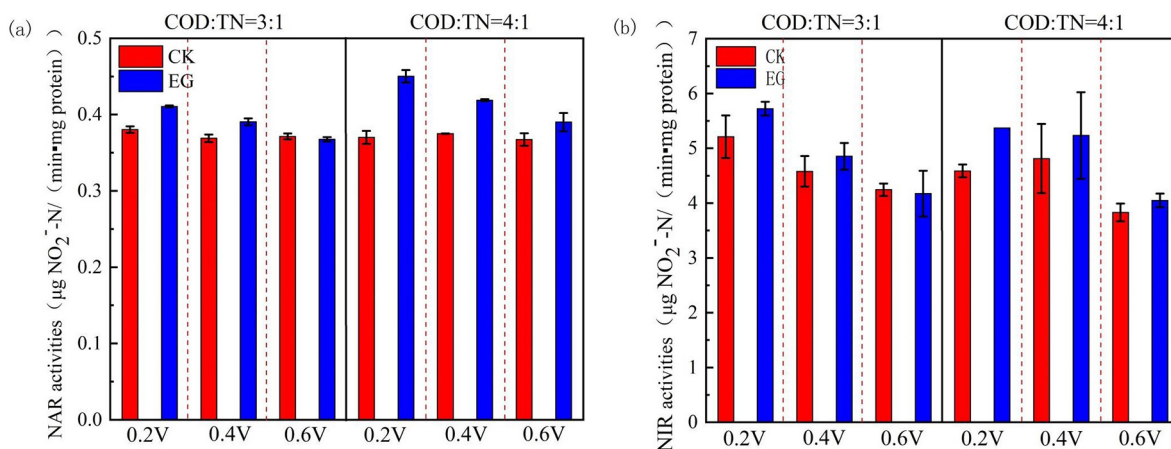 (a)
COD:TN=3:1 COD:TN=4:1
NAR activities（μg NO2⁻-N/（min▪mg protein））
0.5
0.4
0.3
0.2
0.1
0.0
CK
EG
0.2V 0.4V 0.6V 0.2V 0.4V 0.6V
(b)
COD:TN=3:1 COD:TN=4:1
NIR activities（μg NO2⁻-N/（min▪mg protein））
7
6
5
4
3
2
1
0
CK
EG
0.2V 0.4V 0.6V 0.2V 0.4V 0.6V